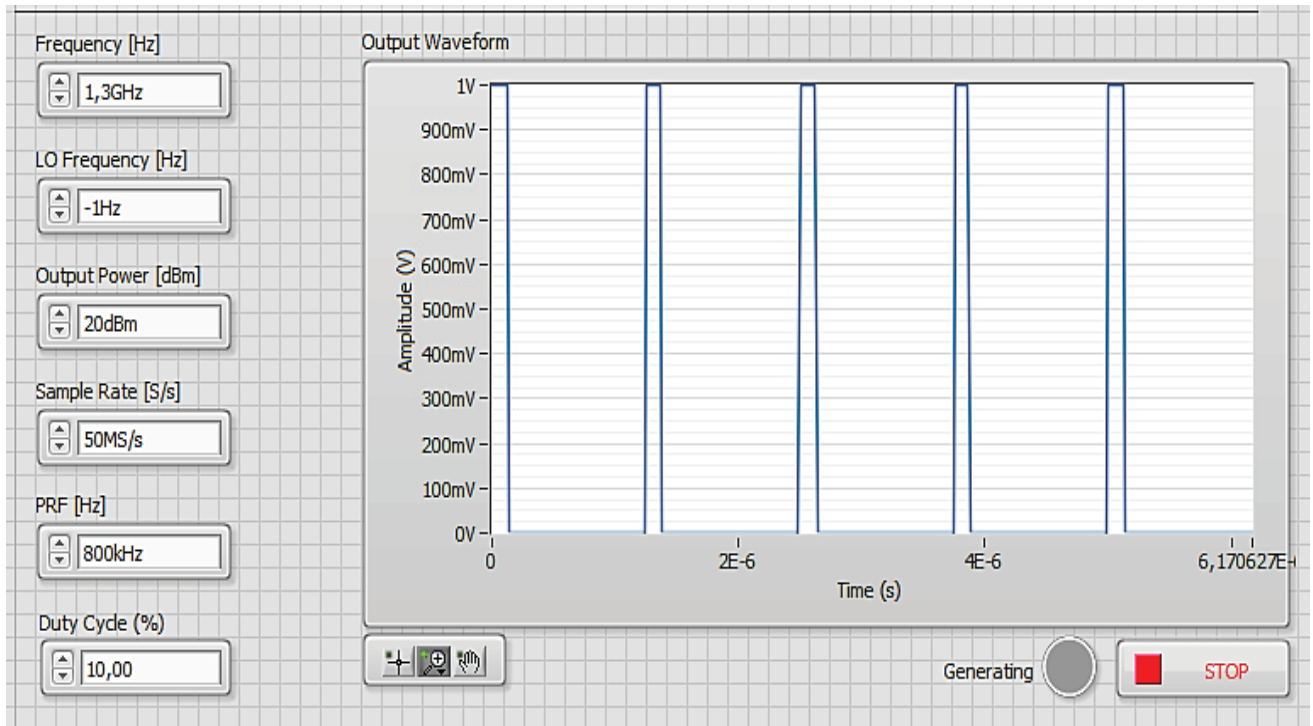 Frequency [Hz]
1,3GHz
LO Frequency [Hz]
-1Hz
Output Power [dBm]
20dBm
Sample Rate [S/s]
50MS/s
PRF [Hz]
800kHz
Duty Cycle (%)
10,00
Output Waveform
1V
900mV
800mV
700mV
600mV
500mV
400mV
300mV
200mV
100mV
0V
Amplitude (V)
0 2E-6 4E-6 6,170627E-
Time (s)
Generating
STOP